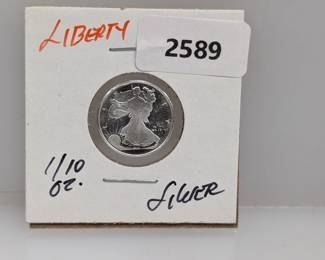 LIBERTY
2589
1/10
OZ.
SILVER